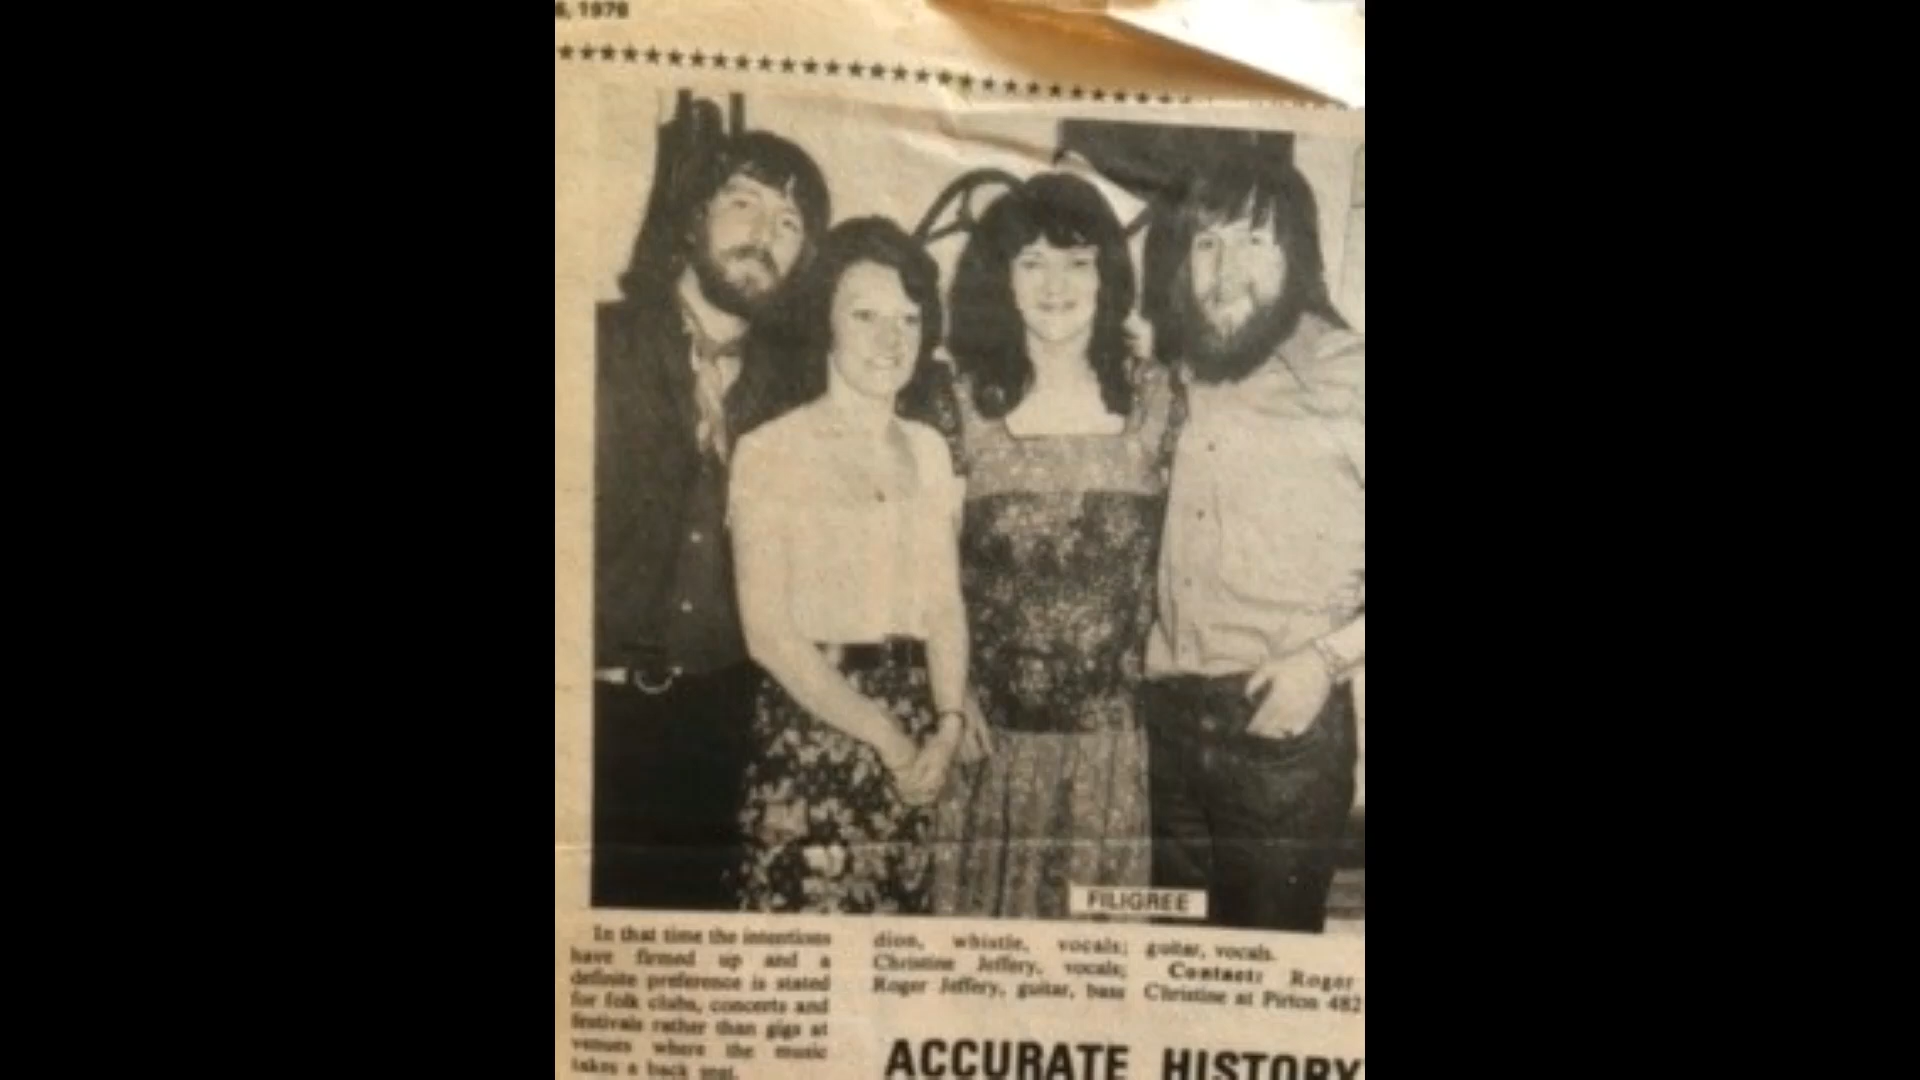 6, 1978
FILIGREE
In that time the intentions
have firmed up and a
definite preference is stated
for folk clubs, concerts and
festivals rather than gigs at
venues where the music
takes a back seat.
dion, whistle, vocals;
Christine Jeffery, vocals;
Roger Jeffery, guitar, bass
guitar, vocals.
Contact: Roger
Christine at Pirton 482
ACCURATE HISTORY